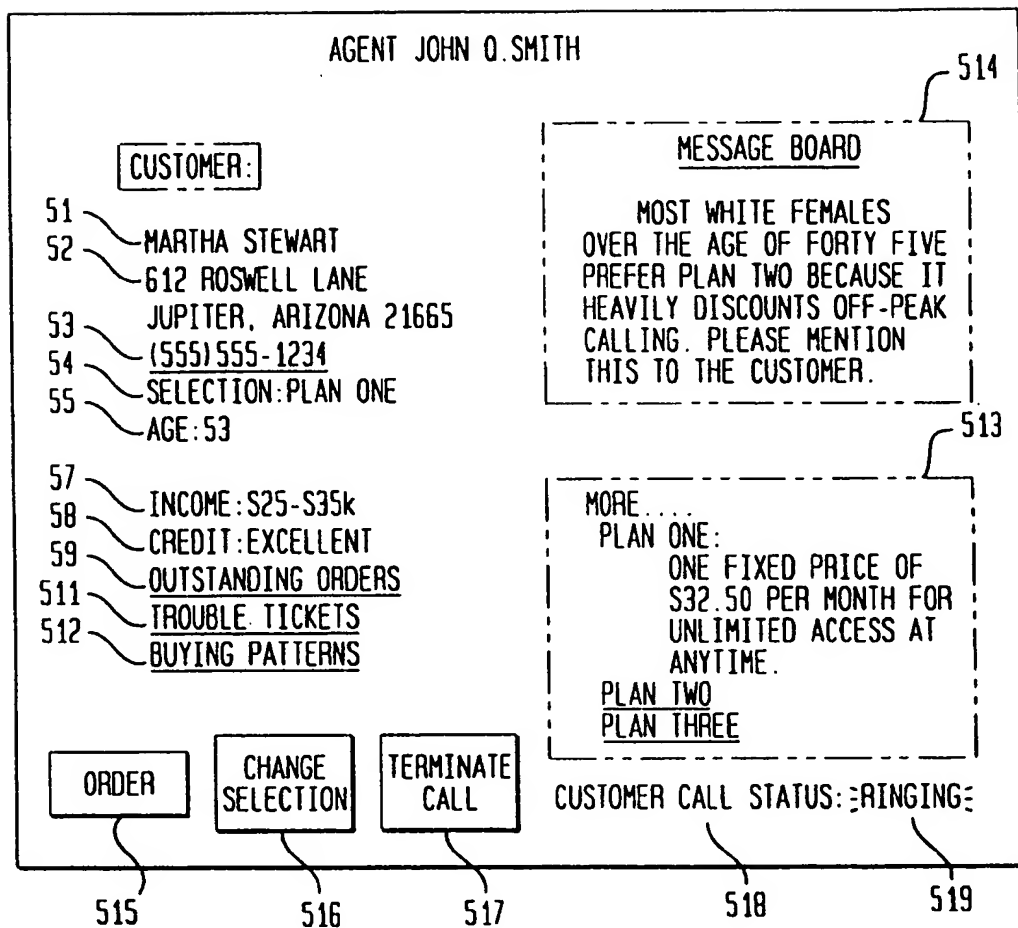 AGENT JOHN Q.SMITH
514
CUSTOMER:
51
MARTHA STEWART
52
612 ROSWELL LANE
JUPITER, ARIZONA 21665
53
(555)555-1234
54
SELECTION:PLAN ONE
55
AGE:53
57
INCOME:S25-S35k
58
CREDIT:EXCELLENT
59
OUTSTANDING ORDERS
511
TROUBLE TICKETS
512
BUYING PATTERNS
MESSAGE BOARD
MOST WHITE FEMALES
OVER THE AGE OF FORTY FIVE
PREFER PLAN TWO BECAUSE IT
HEAVILY DISCOUNTS OFF-PEAK
CALLING. PLEASE MENTION
THIS TO THE CUSTOMER.
513
MORE....
PLAN ONE:
ONE FIXED PRICE OF
S32.50 PER MONTH FOR
UNLIMITED ACCESS AT
ANYTIME.
PLAN TWO
PLAN THREE
ORDER
CHANGE
SELECTION
TERMINATE
CALL
CUSTOMER CALL STATUS: RINGING
515
516
517
518
519